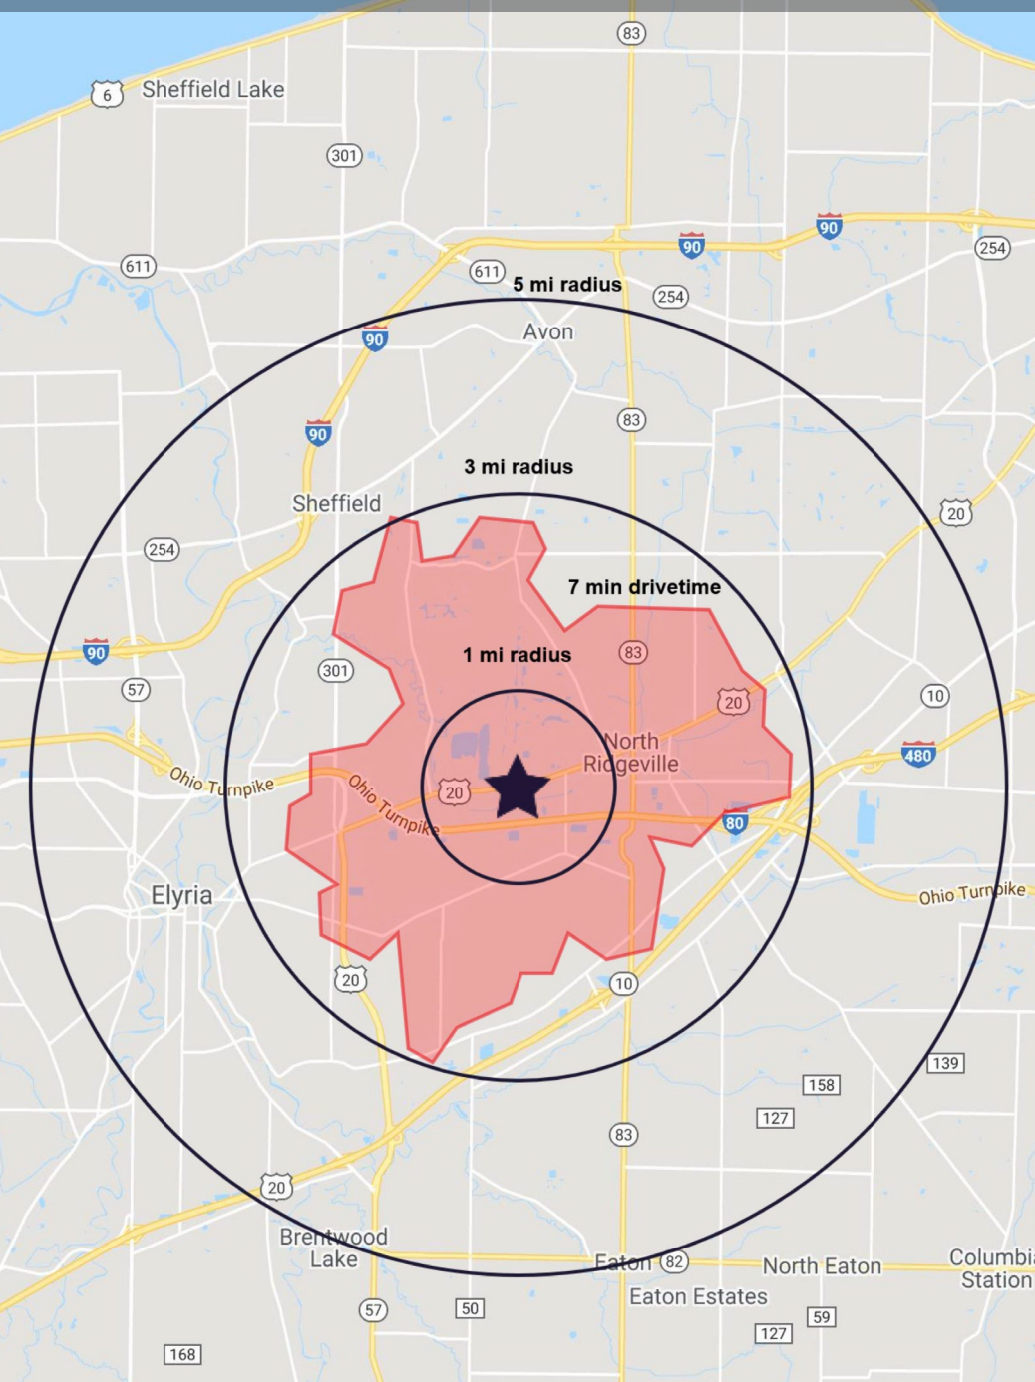 83
6
Sheffield Lake
301
90
90
254
611
611
5 mi radius
254
Avon
90
83
90
3 mi radius
Sheffield
20
254
7 min drivetime
90
1 mi radius
83
301
57
10
20
North
Ridgeville
480
Ohio Turnpike
20
Ohio Turnpike
80
Elyria
Ohio Turnpike
20
10
139
158
127
83
20
Brentwood
Lake
Eaton
82
North Eaton
Columbi
Station
Eaton Estates
57
50
59
127
168